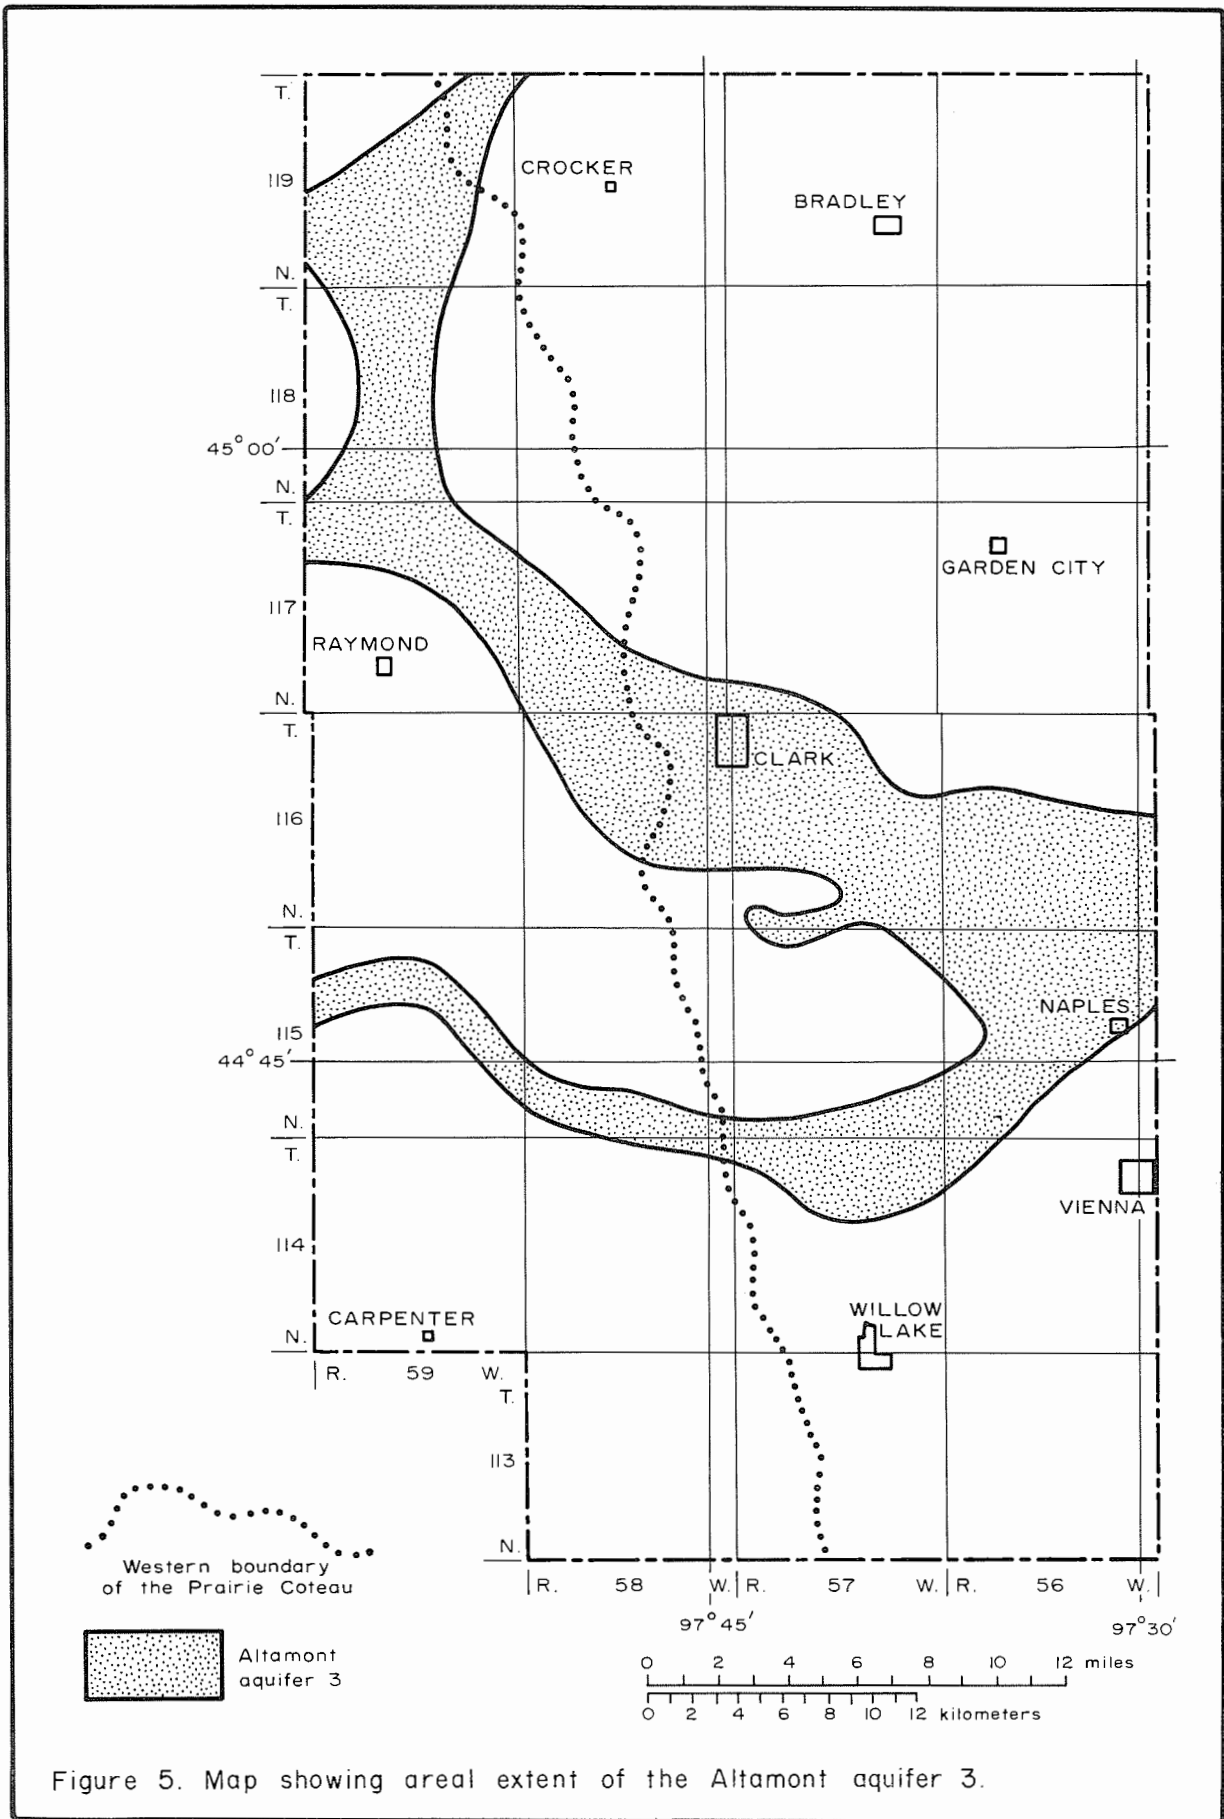 T.
CROCKER
119
BRADLEY
N.
T.
118
45°00'
N.
T.
GARDEN CITY
117
RAYMOND
N.
T.
CLARK
116
N.
T.
NAPLES
115
44°45'
N.
T.
VIENNA
114
WILLOW
LAKE
CARPENTER
N.
R. 59 W.
T.
113
N.
Western boundary
of the Prairie Coteau
R. 58 W. R. 57 W. R. 56 W.
97°45'
97°30'
Altamont
aquifer 3
0 2 4 6 8 10 12 miles
0 2 4 6 8 10 12 kilometers
Figure 5. Map showing areal extent of the Altamont aquifer 3.